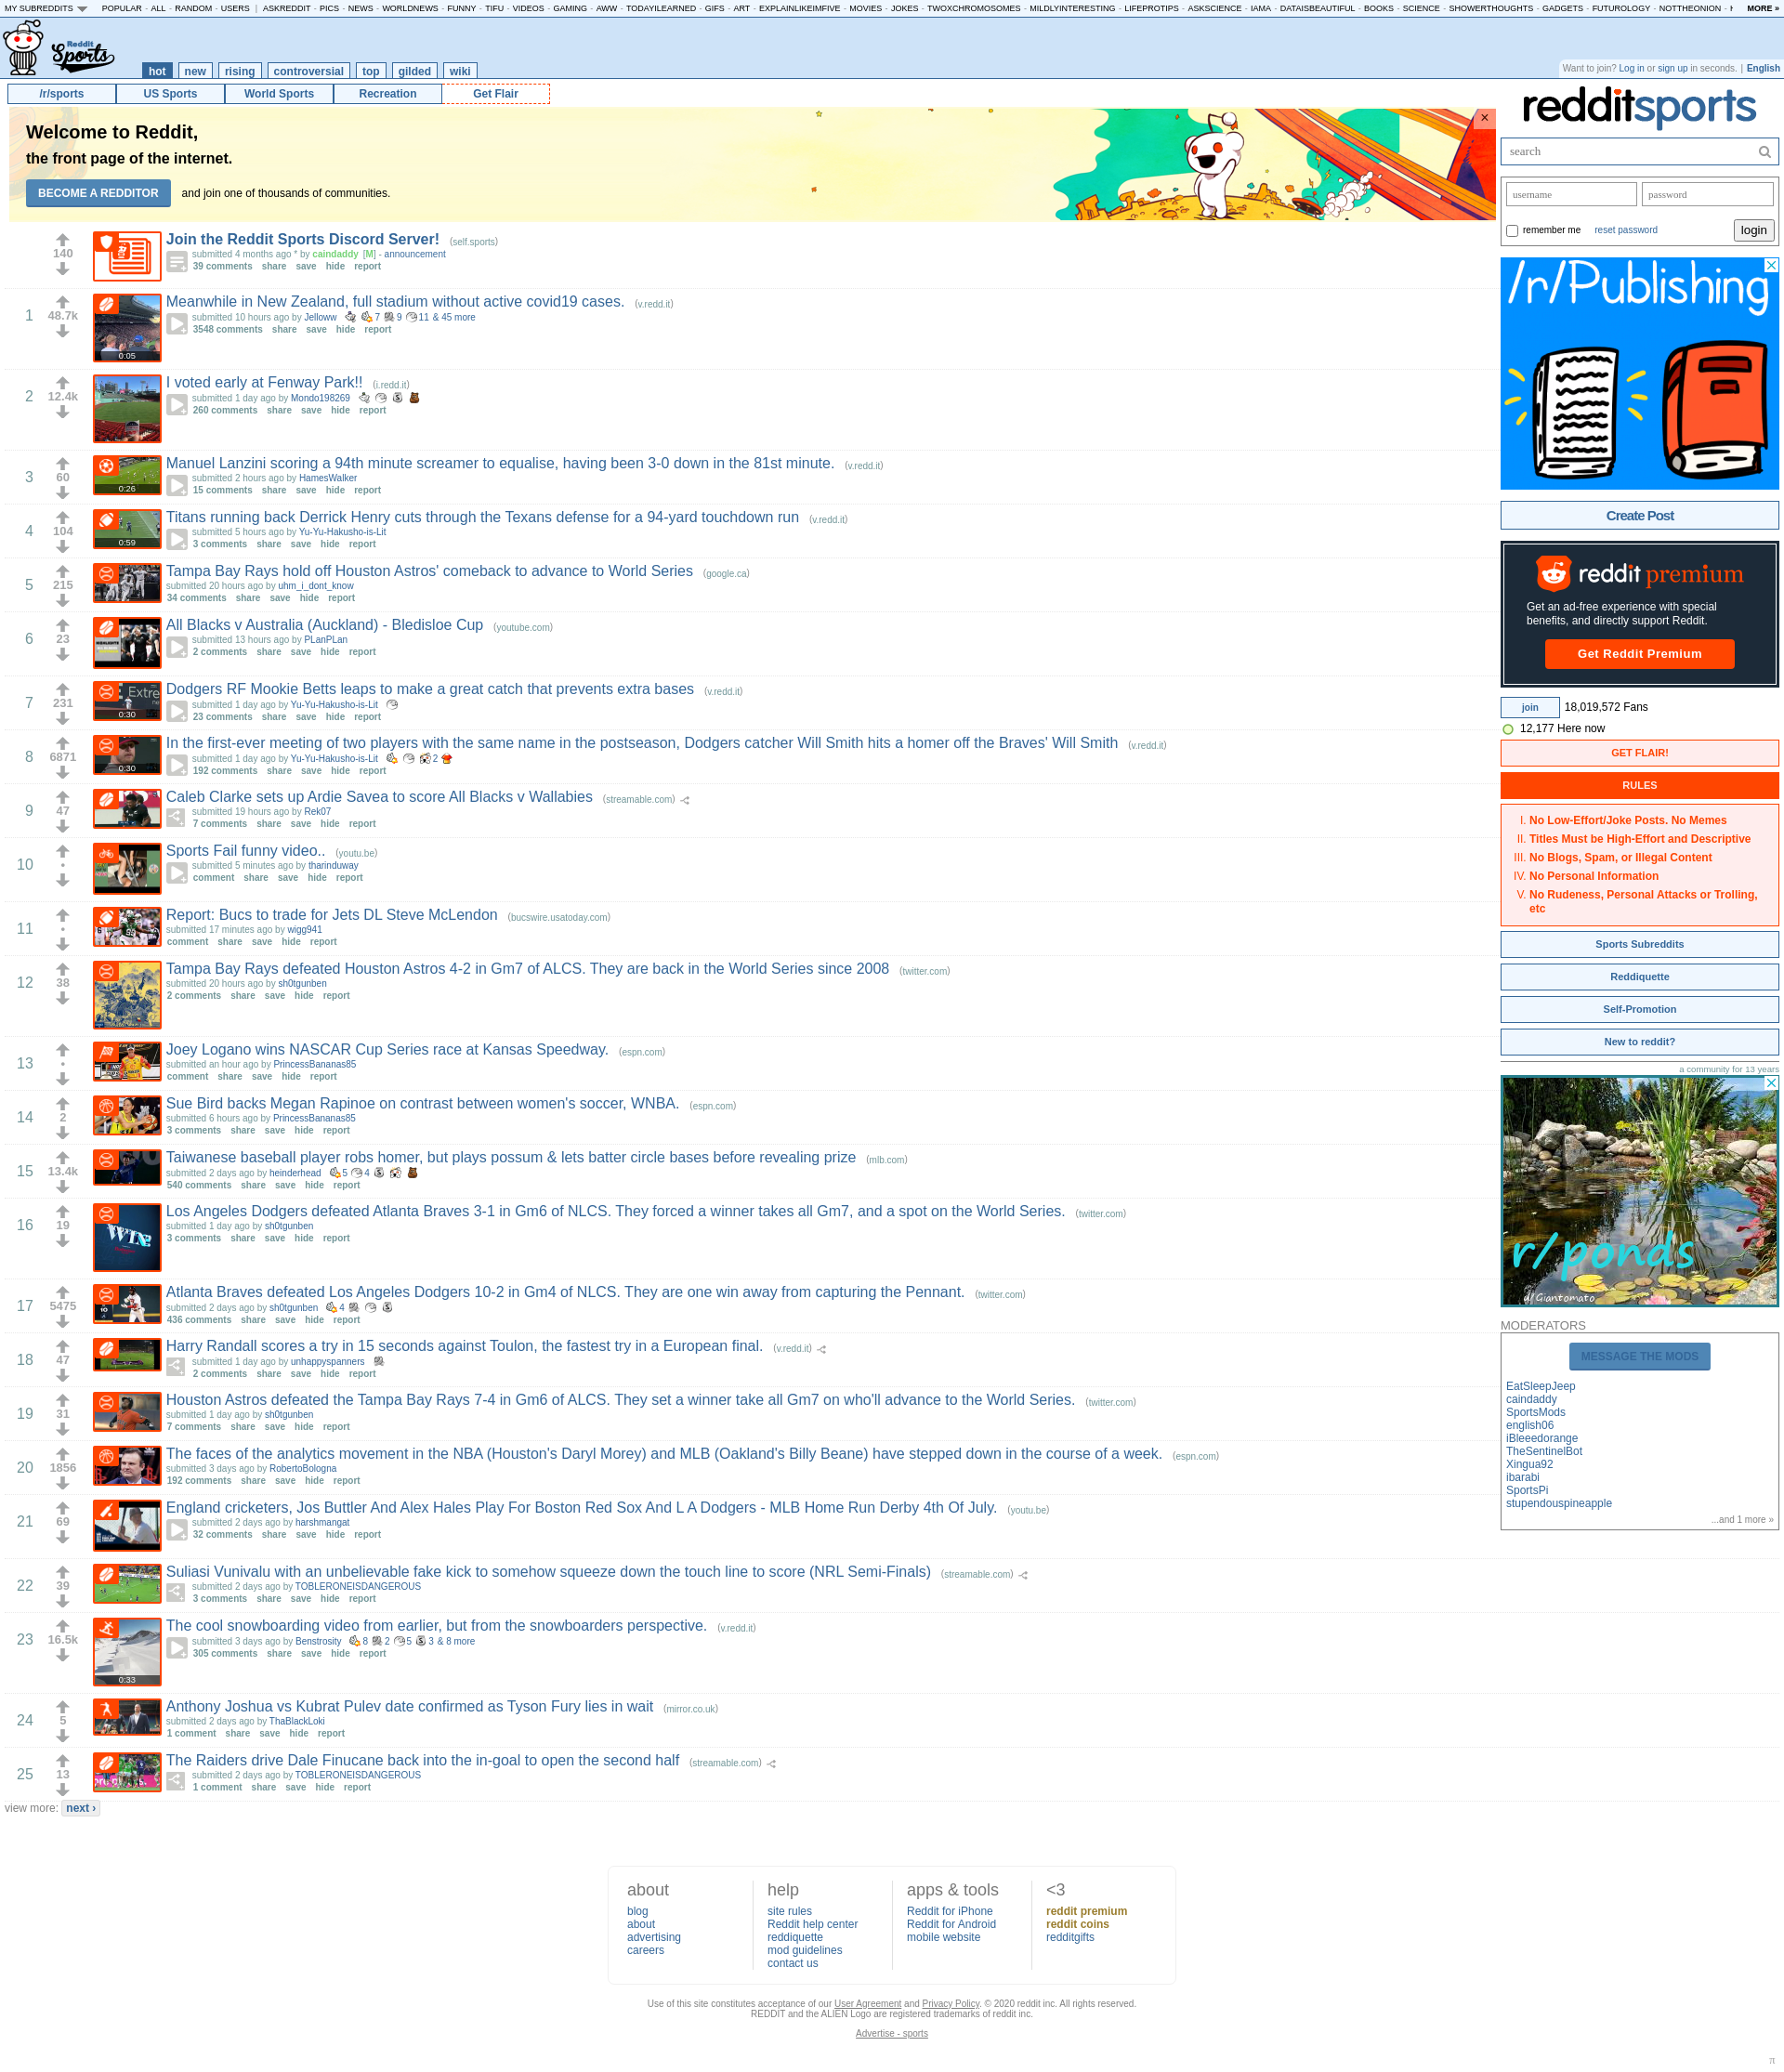 MY SUBREDDITS POPULAR - ALL - RANDOM - USERS | ASKREDDIT - PICS - NEWS - WORLDNEWS - FUNNY - TIFU - VIDEOS - GAMING - AWW - TODAYILEARNED - GIFS - ART - EXPLAINLIKEIMFIVE - MOVIES - JOKES - TWOXCHROMOSOMES - MILDLYINTERESTING - LIFEPROTIPS - ASKSCIENCE - IAMA - DATAISBEAUTIFUL - BOOKS - SCIENCE - SHOWERTHOUGHTS - GADGETS - FUTUROLOGY - NOTTHEONION - MORE »
Reddit Sports
hot new rising controversial top gilded wiki
Want to join? Log in or sign up in seconds. | English
/r/sports US Sports World Sports Recreation Get Flair
Welcome to Reddit,
the front page of the internet.
BECOME A REDDITOR and join one of thousands of communities.
×
140
Join the Reddit Sports Discord Server! (self.sports)
submitted 4 months ago * by caindaddy [M] - announcement
39 comments share save hide report
1 48.7k
0:05
Meanwhile in New Zealand, full stadium without active covid19 cases. (v.redd.it)
submitted 10 hours ago by Jelloww 7 9 11 & 45 more
3548 comments share save hide report
2 12.4k
I voted early at Fenway Park!! (i.redd.it)
submitted 1 day ago by Mondo198269
260 comments share save hide report
3 60
0:26
Manuel Lanzini scoring a 94th minute screamer to equalise, having been 3-0 down in the 81st minute. (v.redd.it)
submitted 2 hours ago by HamesWalker
15 comments share save hide report
4 104
0:59
Titans running back Derrick Henry cuts through the Texans defense for a 94-yard touchdown run (v.redd.it)
submitted 5 hours ago by Yu-Yu-Hakusho-is-Lit
3 comments share save hide report
5 215
Tampa Bay Rays hold off Houston Astros' comeback to advance to World Series (google.ca)
submitted 20 hours ago by uhm_i_dont_know
34 comments share save hide report
6 23
All Blacks v Australia (Auckland) - Bledisloe Cup (youtube.com)
submitted 13 hours ago by PLanPLan
2 comments share save hide report
7 231
Extre
0:30
Dodgers RF Mookie Betts leaps to make a great catch that prevents extra bases (v.redd.it)
submitted 1 day ago by Yu-Yu-Hakusho-is-Lit
23 comments share save hide report
8 6871
0:30
In the first-ever meeting of two players with the same name in the postseason, Dodgers catcher Will Smith hits a homer off the Braves' Will Smith (v.redd.it)
submitted 1 day ago by Yu-Yu-Hakusho-is-Lit 2
192 comments share save hide report
9 47
Caleb Clarke sets up Ardie Savea to score All Blacks v Wallabies (streamable.com)
submitted 19 hours ago by Rek07
7 comments share save hide report
10 •
Sports Fail funny video.. (youtu.be)
submitted 5 minutes ago by tharinduway
comment share save hide report
11 •
Report: Bucs to trade for Jets DL Steve McLendon (bucswire.usatoday.com)
submitted 17 minutes ago by wigg941
comment share save hide report
12 38
Tampa Bay Rays defeated Houston Astros 4-2 in Gm7 of ALCS. They are back in the World Series since 2008 (twitter.com)
submitted 20 hours ago by sh0tgunben
2 comments share save hide report
13 •
Joey Logano wins NASCAR Cup Series race at Kansas Speedway. (espn.com)
submitted an hour ago by PrincessBananas85
comment share save hide report
14 2
Sue Bird backs Megan Rapinoe on contrast between women's soccer, WNBA. (espn.com)
submitted 6 hours ago by PrincessBananas85
3 comments share save hide report
15 13.4k
Taiwanese baseball player robs homer, but plays possum & lets batter circle bases before revealing prize (mlb.com)
submitted 2 days ago by heinderhead 5 4
540 comments share save hide report
16 19
WIN
Los Angeles Dodgers defeated Atlanta Braves 3-1 in Gm6 of NLCS. They forced a winner takes all Gm7, and a spot on the World Series. (twitter.com)
submitted 1 day ago by sh0tgunben
3 comments share save hide report
17 5475
Atlanta Braves defeated Los Angeles Dodgers 10-2 in Gm4 of NLCS. They are one win away from capturing the Pennant. (twitter.com)
submitted 2 days ago by sh0tgunben 4
436 comments share save hide report
18 47
Harry Randall scores a try in 15 seconds against Toulon, the fastest try in a European final. (v.redd.it)
submitted 1 day ago by unhappyspanners
2 comments share save hide report
19 31
Houston Astros defeated the Tampa Bay Rays 7-4 in Gm6 of ALCS. They set a winner take all Gm7 on who'll advance to the World Series. (twitter.com)
submitted 1 day ago by sh0tgunben
7 comments share save hide report
20 1856
The faces of the analytics movement in the NBA (Houston's Daryl Morey) and MLB (Oakland's Billy Beane) have stepped down in the course of a week. (espn.com)
submitted 3 days ago by RobertoBologna
192 comments share save hide report
21 69
England cricketers, Jos Buttler And Alex Hales Play For Boston Red Sox And L A Dodgers - MLB Home Run Derby 4th Of July. (youtu.be)
submitted 2 days ago by harshmangat
32 comments share save hide report
22 39
Suliasi Vunivalu with an unbelievable fake kick to somehow squeeze down the touch line to score (NRL Semi-Finals) (streamable.com)
submitted 2 days ago by TOBLERONEISDANGEROUS
3 comments share save hide report
23 16.5k
0:33
The cool snowboarding video from earlier, but from the snowboarders perspective. (v.redd.it)
submitted 3 days ago by Benstrosity 8 2 5 3 & 8 more
305 comments share save hide report
24 5
Anthony Joshua vs Kubrat Pulev date confirmed as Tyson Fury lies in wait (mirror.co.uk)
submitted 2 days ago by ThaBlackLoki
1 comment share save hide report
25 13
The Raiders drive Dale Finucane back into the in-goal to open the second half (streamable.com)
submitted 2 days ago by TOBLERONEISDANGEROUS
1 comment share save hide report
view more: next ›
redditsports
search
username password
remember me reset password login
/r/Publishing
Create Post
reddit premium
Get an ad-free experience with special
benefits, and directly support Reddit.
Get Reddit Premium
join 18,019,572 Fans
12,177 Here now
GET FLAIR!
RULES
I. No Low-Effort/Joke Posts. No Memes
II. Titles Must be High-Effort and Descriptive
III. No Blogs, Spam, or Illegal Content
IV. No Personal Information
V. No Rudeness, Personal Attacks or Trolling,
etc
Sports Subreddits
Reddiquette
Self-Promotion
New to reddit?
a community for 13 years
r/ponds
u/Giantomato
MODERATORS
MESSAGE THE MODS
EatSleepJeep
caindaddy
SportsMods
english06
iBleeedorange
TheSentinelBot
Xingua92
ibarabi
SportsPi
stupendouspineapple
...and 1 more »
about
blog
about
advertising
careers
help
site rules
Reddit help center
reddiquette
mod guidelines
contact us
apps & tools
Reddit for iPhone
Reddit for Android
mobile website
<3
reddit premium
reddit coins
redditgifts
Use of this site constitutes acceptance of our User Agreement and Privacy Policy. © 2020 reddit inc. All rights reserved.
REDDIT and the ALIEN Logo are registered trademarks of reddit inc.
Advertise - sports
π